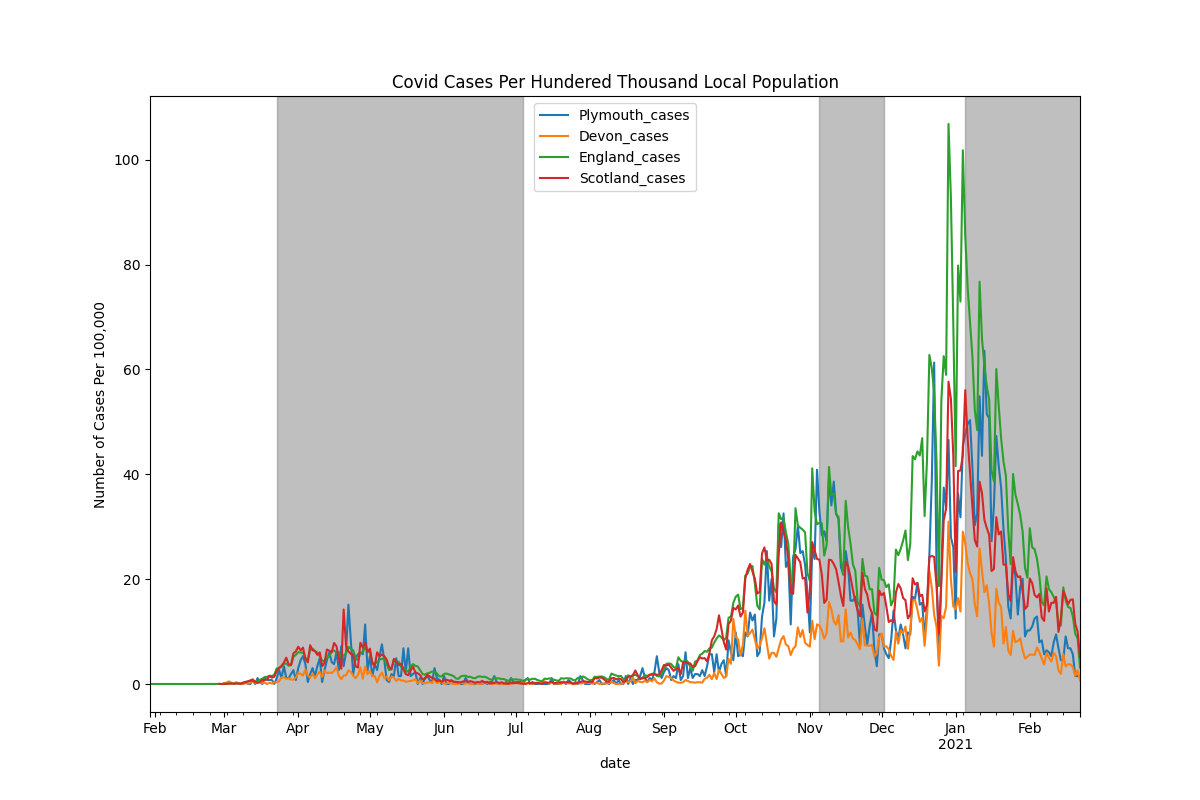 Covid Cases Per Hundered Thousand Local Population
Plymouth_cases
Devon_cases
England_cases
Scotland_cases
Number of Cases Per 100,000
100
80
60
40
20
0
Feb Mar Apr May Jun Jul Aug Sep Oct Nov Dec Jan Feb
2021
date